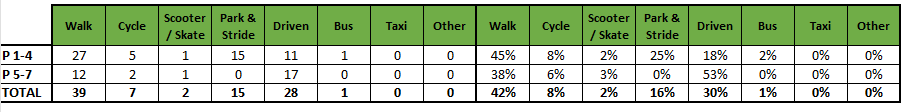 Walk Cycle Scooter / Skate Park & Stride Driven Bus Taxi Other Walk Cycle Scooter / Skate Park & Stride Driven Bus Taxi Other
P 1-4 27 5 1 15 11 1 0 0 45% 8% 2% 25% 18% 2% 0% 0%
P 5-7 12 2 1 0 17 0 0 0 38% 6% 3% 0% 53% 0% 0% 0%
TOTAL 39 7 2 15 28 1 0 0 42% 8% 2% 16% 30% 1% 0% 0%